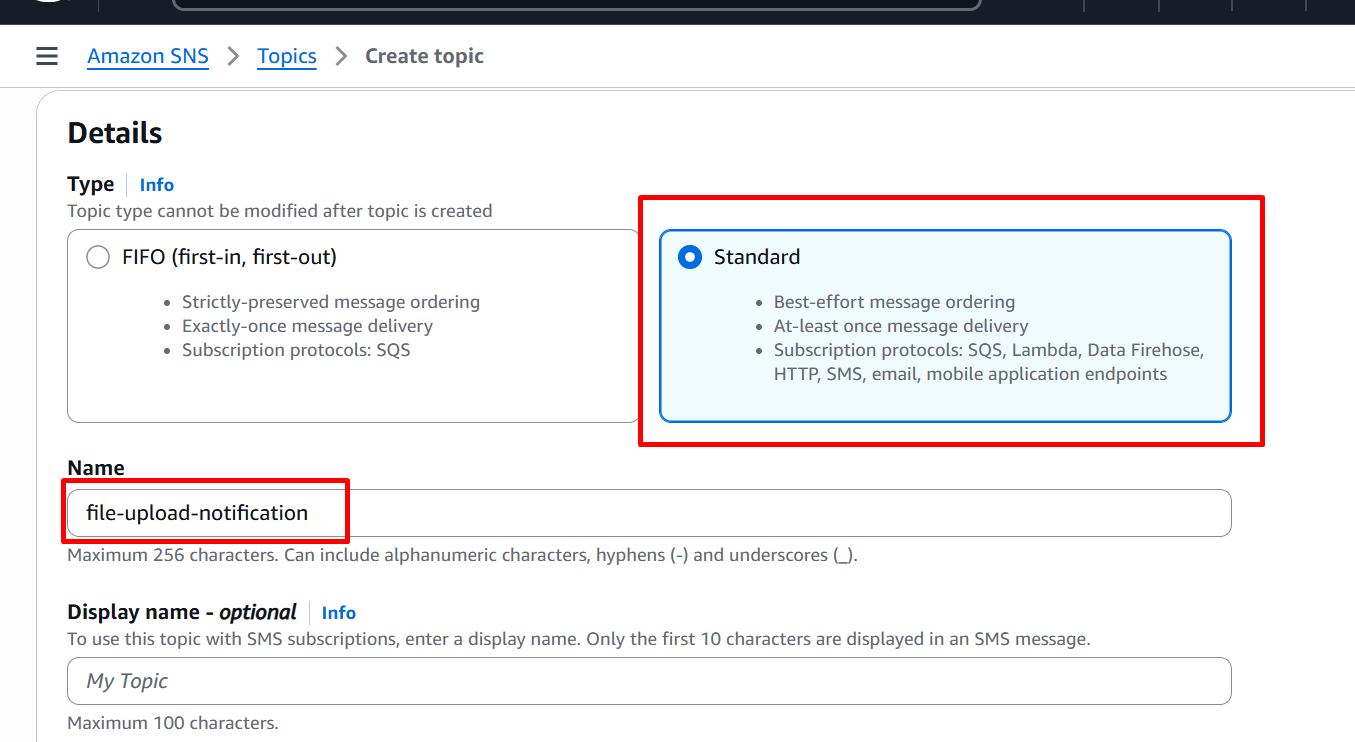 Amazon SNS > Topics > Create topic
Details
Type Info
Topic type cannot be modified after topic is created
FIFO (first-in, first-out)
Strictly-preserved message ordering
Exactly-once message delivery
Subscription protocols: SQS
Standard
Best-effort message ordering
At-least once message delivery
Subscription protocols: SQS, Lambda, Data Firehose,
HTTP, SMS, email, mobile application endpoints
Name
file-upload-notification
Maximum 256 characters. Can include alphanumeric characters, hyphens (-) and underscores (_).
Display name - optional Info
To use this topic with SMS subscriptions, enter a display name. Only the first 10 characters are displayed in an SMS message.
My Topic
Maximum 100 characters.